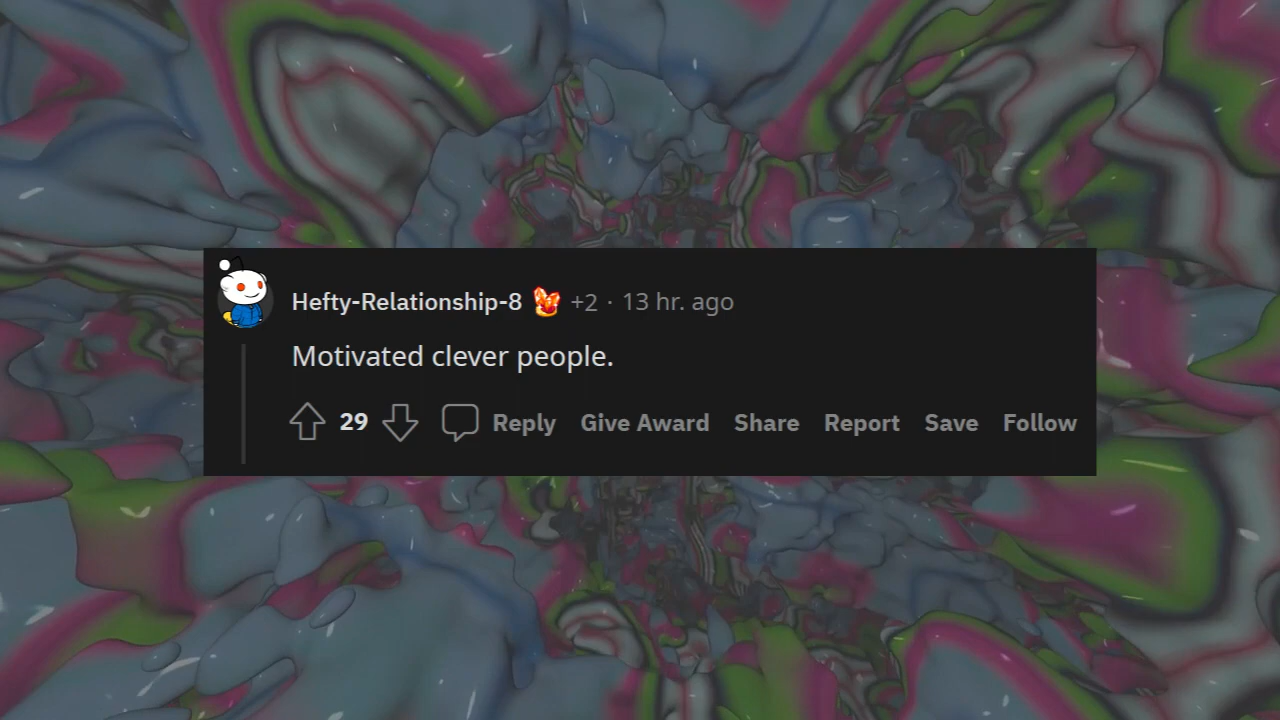 Hefty-Relationship-8 +2 · 13 hr. ago
Motivated clever people.
29 Reply Give Award Share Report Save Follow